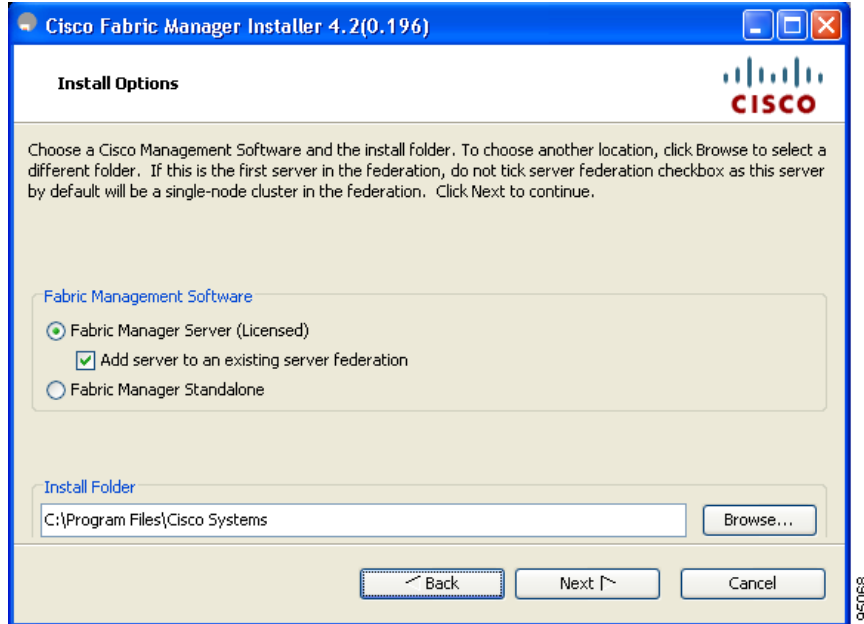 Cisco Fabric Manager Installer 4.2(0.196)
Install Options
CISCO
Choose a Cisco Management Software and the install folder. To choose another location, click Browse to select a
different folder. If this is the first server in the federation, do not tick server federation checkbox as this server
by default will be a single-node cluster in the federation. Click Next to continue.
Fabric Management Software
Fabric Manager Server (Licensed)
Add server to an existing server federation
Fabric Manager Standalone
Install Folder
C:\Program Files\Cisco Systems
Browse...
Back
Next
Cancel